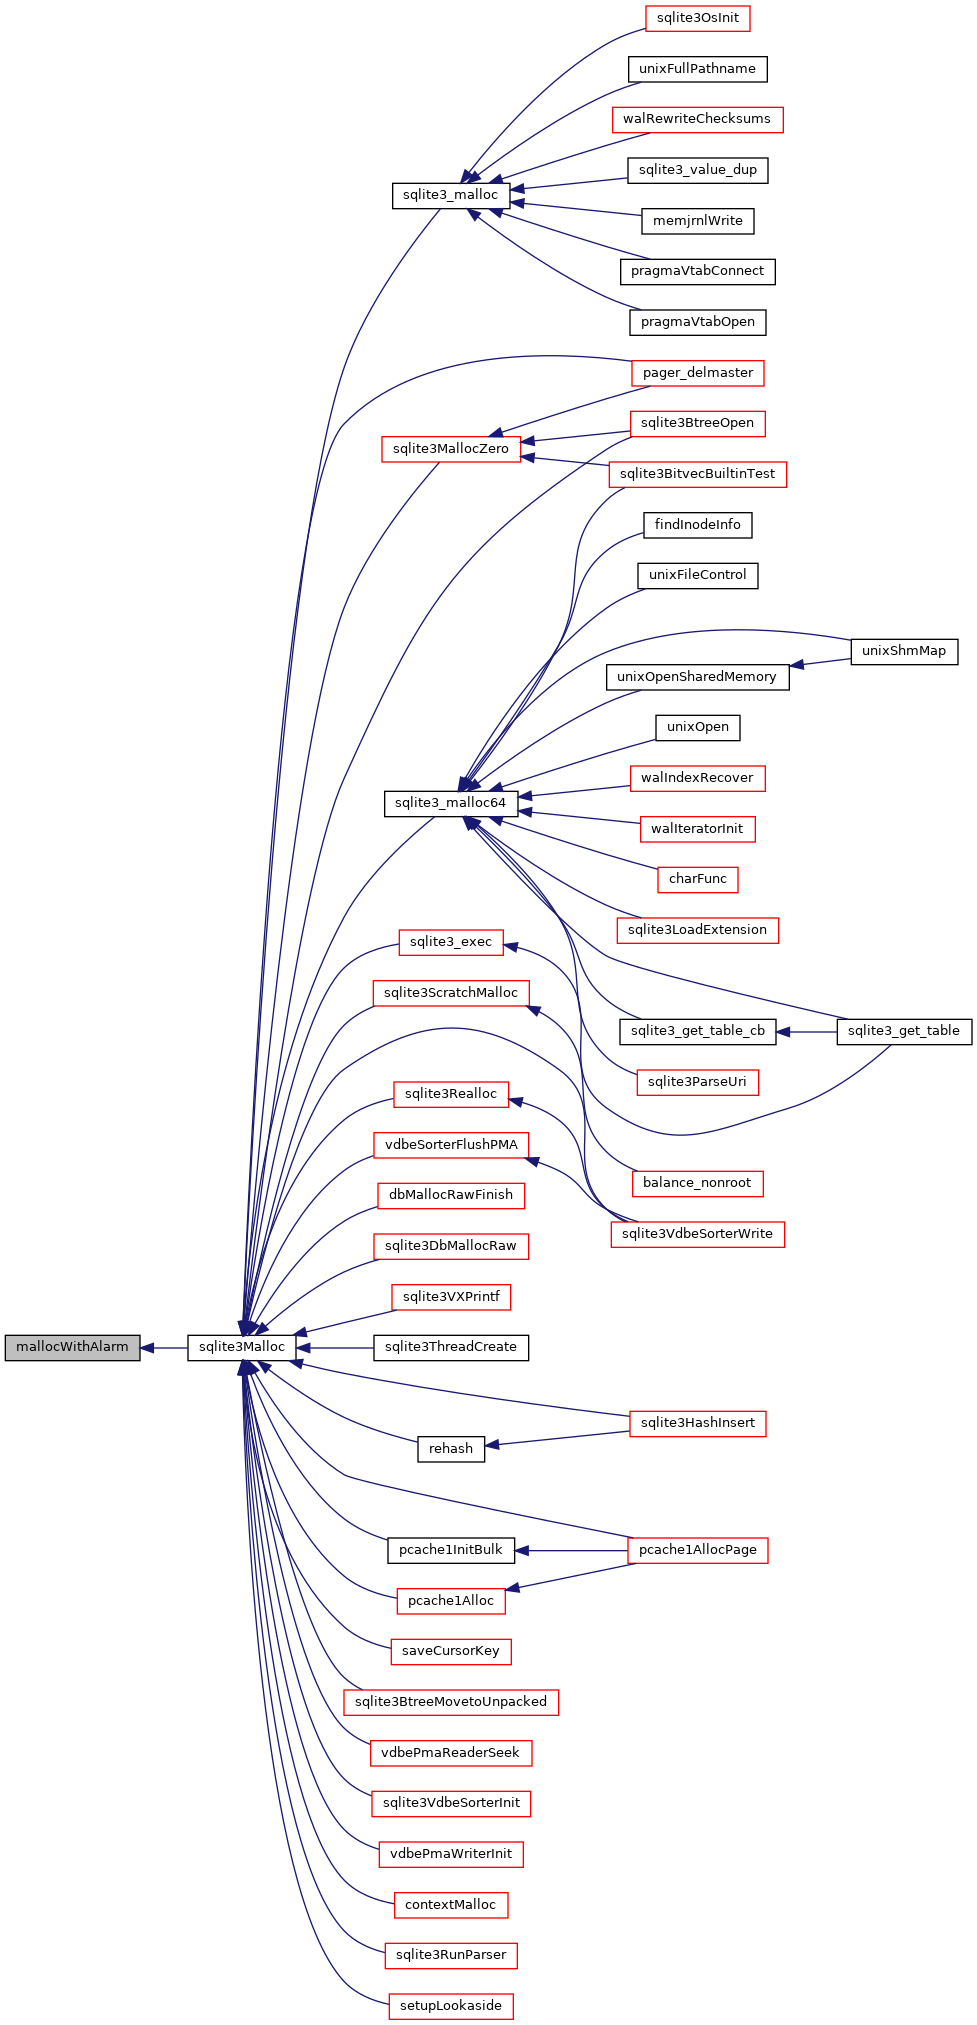 sqlite3OsInit
unixFullPathname
walRewriteChecksums
sqlite3_value_dup
sqlite3_malloc
memjrnlWrite
pragmaVtabConnect
pragmaVtabOpen
pager_delmaster
sqlite3BtreeOpen
sqlite3MallocZero
sqlite3BitvecBuiltinTest
findInodeInfo
unixFileControl
unixShmMap
unixOpenSharedMemory
unixOpen
walIndexRecover
sqlite3_malloc64
walIteratorInit
charFunc
sqlite3LoadExtension
sqlite3_exec
sqlite3ScratchMalloc
sqlite3_get_table_cb
sqlite3_get_table
sqlite3ParseUri
sqlite3Realloc
vdbeSorterFlushPMA
balance_nonroot
dbMallocRawFinish
sqlite3VdbeSorterWrite
sqlite3DbMallocRaw
sqlite3VXPrintf
mallocWithAlarm
sqlite3Malloc
sqlite3ThreadCreate
sqlite3HashInsert
rehash
pcache1InitBulk
pcache1AllocPage
pcache1Alloc
saveCursorKey
sqlite3BtreeMovetoUnpacked
vdbePmaReaderSeek
sqlite3VdbeSorterInit
vdbePmaWriterInit
contextMalloc
sqlite3RunParser
setupLookaside